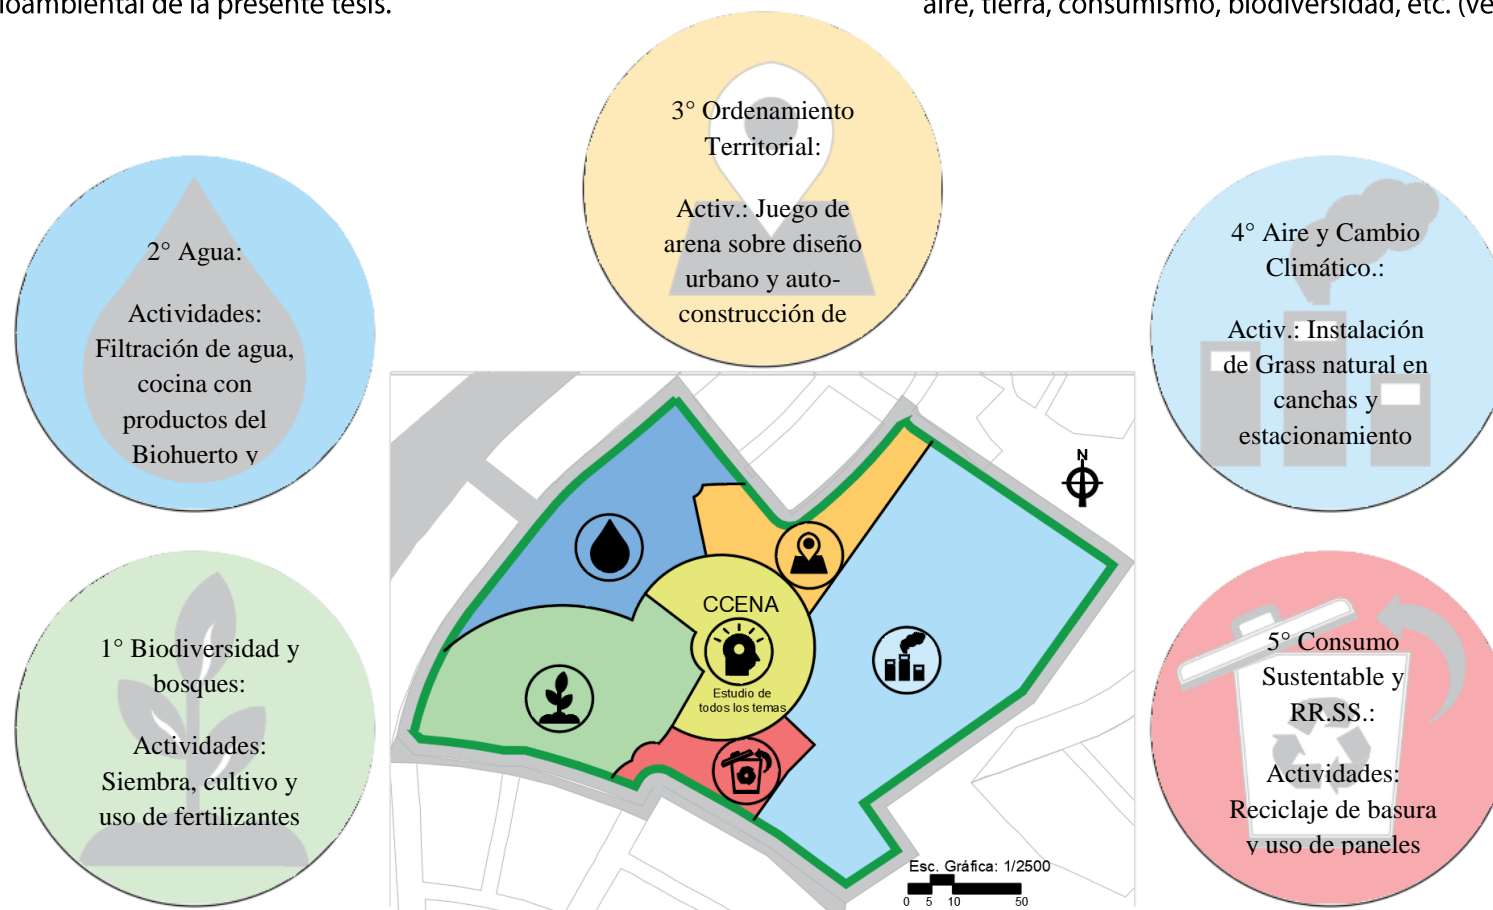 ioambiental de la presente tesis.
aire, tierra, consumismo, biodiversidad, etc. (ve
3° Ordenamiento
Territorial:
Activ.: Juego de
arena sobre diseño
urbano y auto-
construcción de
2° Agua:
Actividades:
Filtración de agua,
cocina con
productos del
Biohuerto y
4° Aire y Cambio
Climático.:
Activ.: Instalación
de Grass natural en
canchas y
estacionamiento
1° Biodiversidad y
bosques:
Actividades:
Siembra, cultivo y
uso de fertilizantes
5° Consumo
Sustentable y
RR.SS.:
Actividades:
Reciclaje de basura
y uso de paneles
N
CCENA
Estudio de
todos los temas
Esc. Gráfica: 1/2500
0 5 10 50